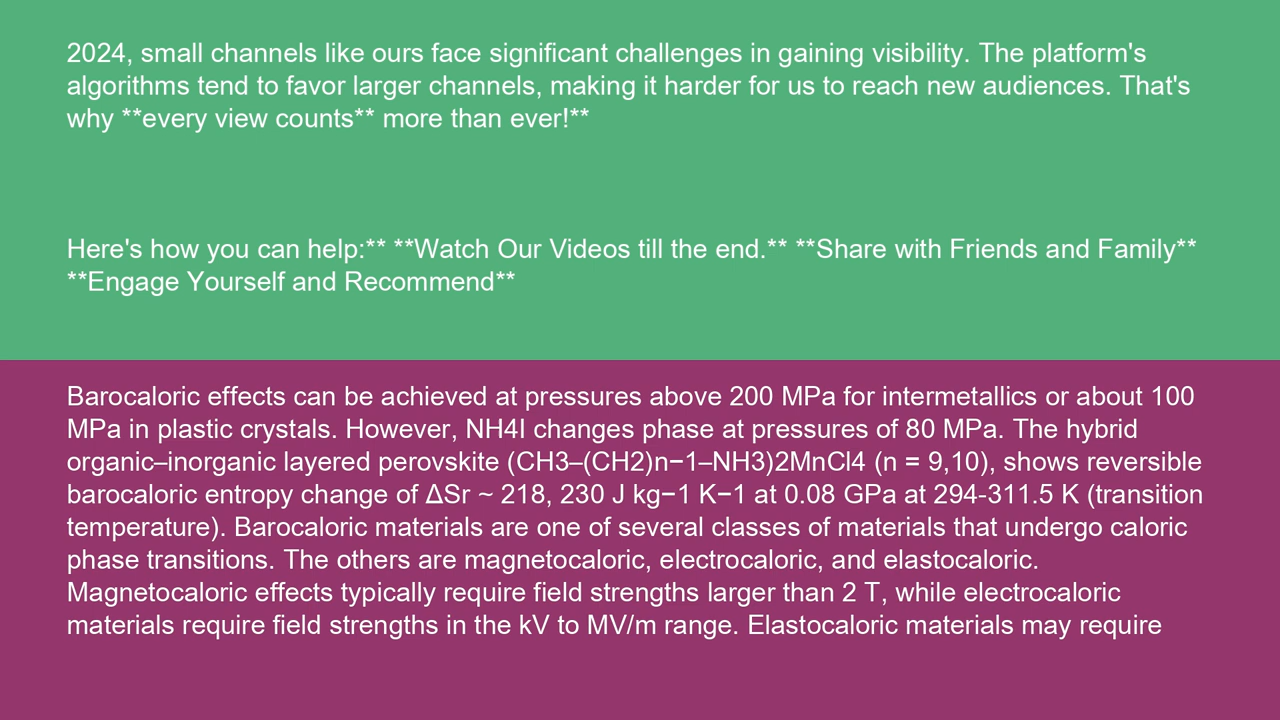 2024, small channels like ours face significant challenges in gaining visibility. The platform's
algorithms tend to favor larger channels, making it harder for us to reach new audiences. That's
why **every view counts** more than ever!**
Here's how you can help:** **Watch Our Videos till the end.** **Share with Friends and Family**
**Engage Yourself and Recommend**
Barocaloric effects can be achieved at pressures above 200 MPa for intermetallics or about 100
MPa in plastic crystals. However, NH4I changes phase at pressures of 80 MPa. The hybrid
organic–inorganic layered perovskite (CH3–(CH2)n−1–NH3)2MnCl4 (n = 9,10), shows reversible
barocaloric entropy change of ΔSr ~ 218, 230 J kg−1 K−1 at 0.08 GPa at 294-311.5 K (transition
temperature). Barocaloric materials are one of several classes of materials that undergo caloric
phase transitions. The others are magnetocaloric, electrocaloric, and elastocaloric.
Magnetocaloric effects typically require field strengths larger than 2 T, while electrocaloric
materials require field strengths in the kV to MV/m range. Elastocaloric materials may require